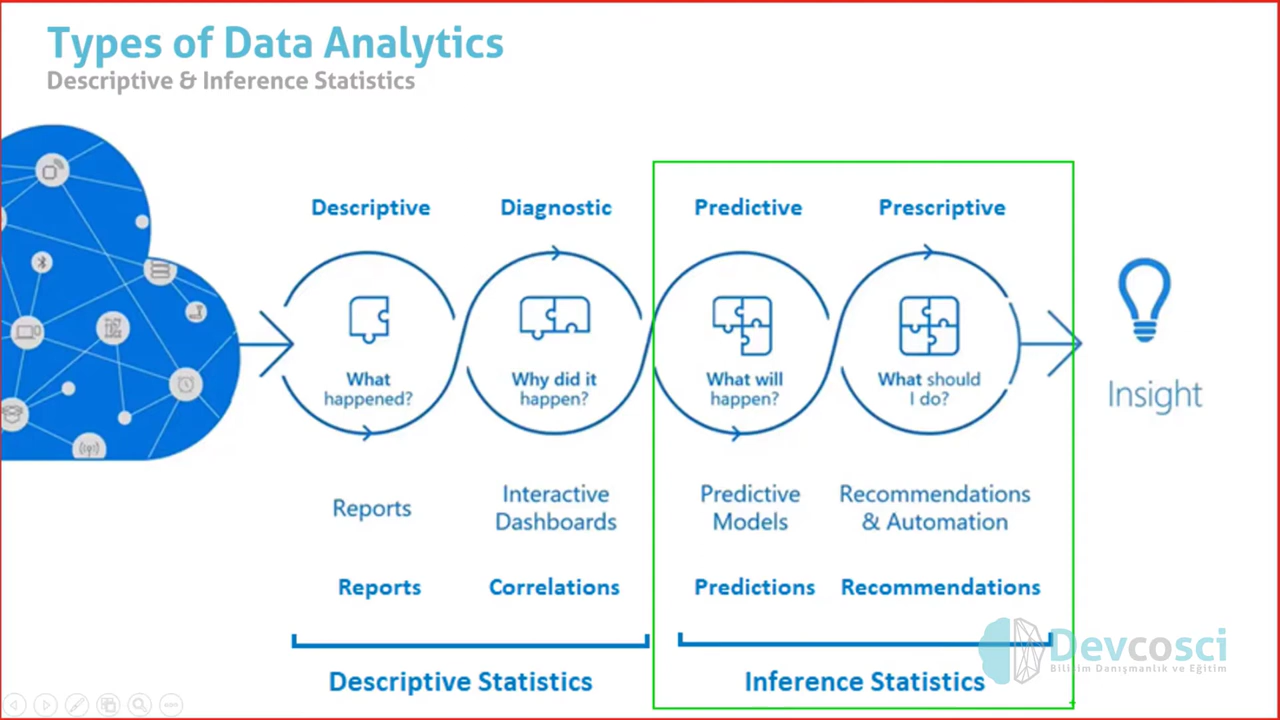 Types of Data Analytics
Descriptive & Inference Statistics
Descriptive
Diagnostic
Predictive
Prescriptive
What
happened?
Why did it
happen?
What will
happen?
What should
I do?
Insight
Reports
Interactive
Dashboards
Predictive
Models
Recommendations
& Automation
Reports
Correlations
Predictions
Recommendations
Descriptive Statistics
Inference Statistics
Devcosci
Bilişim Danışmanlık ve Eğitim